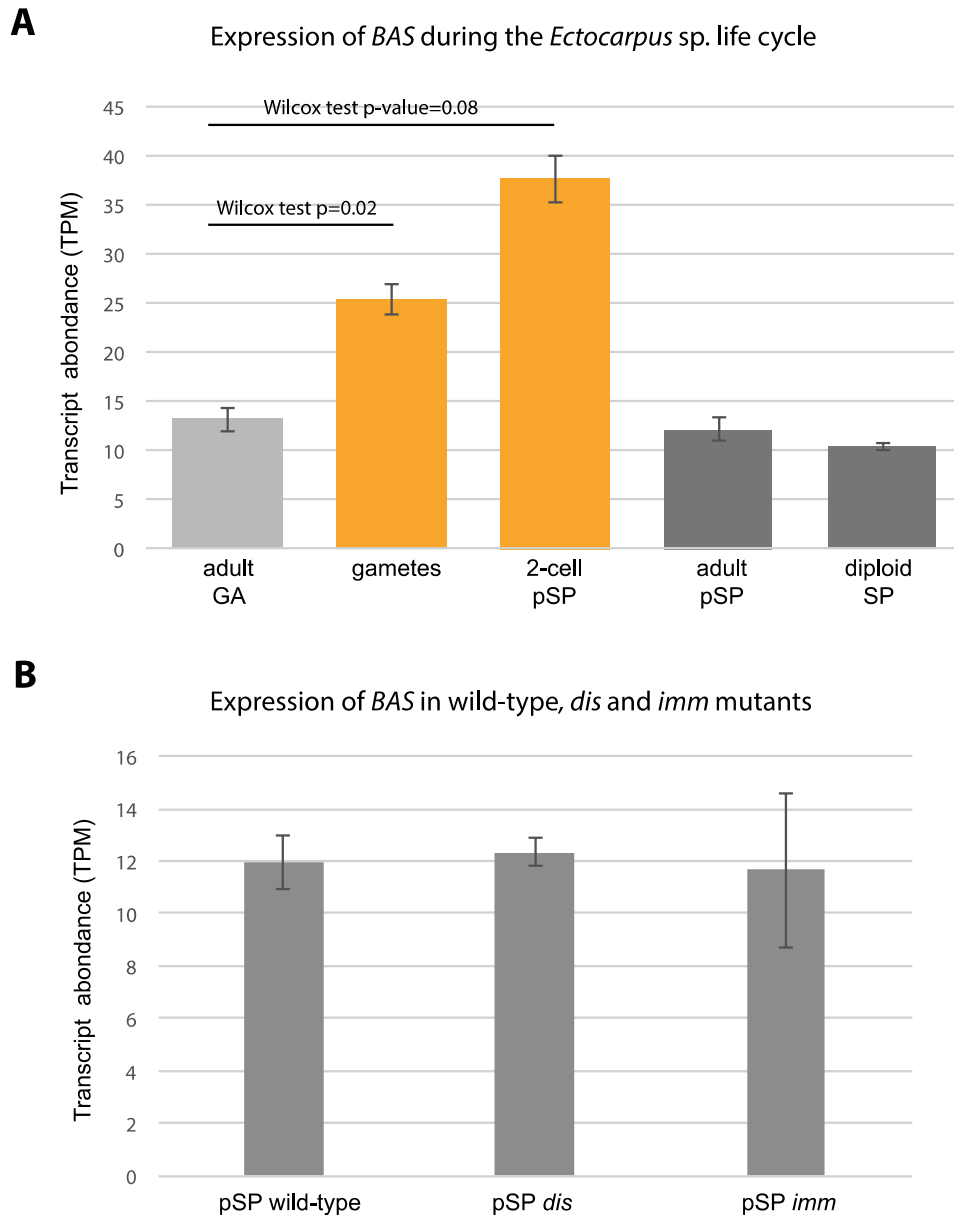 A
Expression of BAS during the Ectocarpus sp. life cycle
Transcript abondance (TPM)
45
40
35
30
25
20
15
10
5
0
Wilcox test p-value=0.08
Wilcox test p=0.02
adult GA
gametes
2-cell pSP
adult pSP
diploid SP
B
Expression of BAS in wild-type, dis and imm mutants
Transcript abondance (TPM)
16
14
12
10
8
6
4
2
0
pSP wild-type
pSP dis
pSP imm